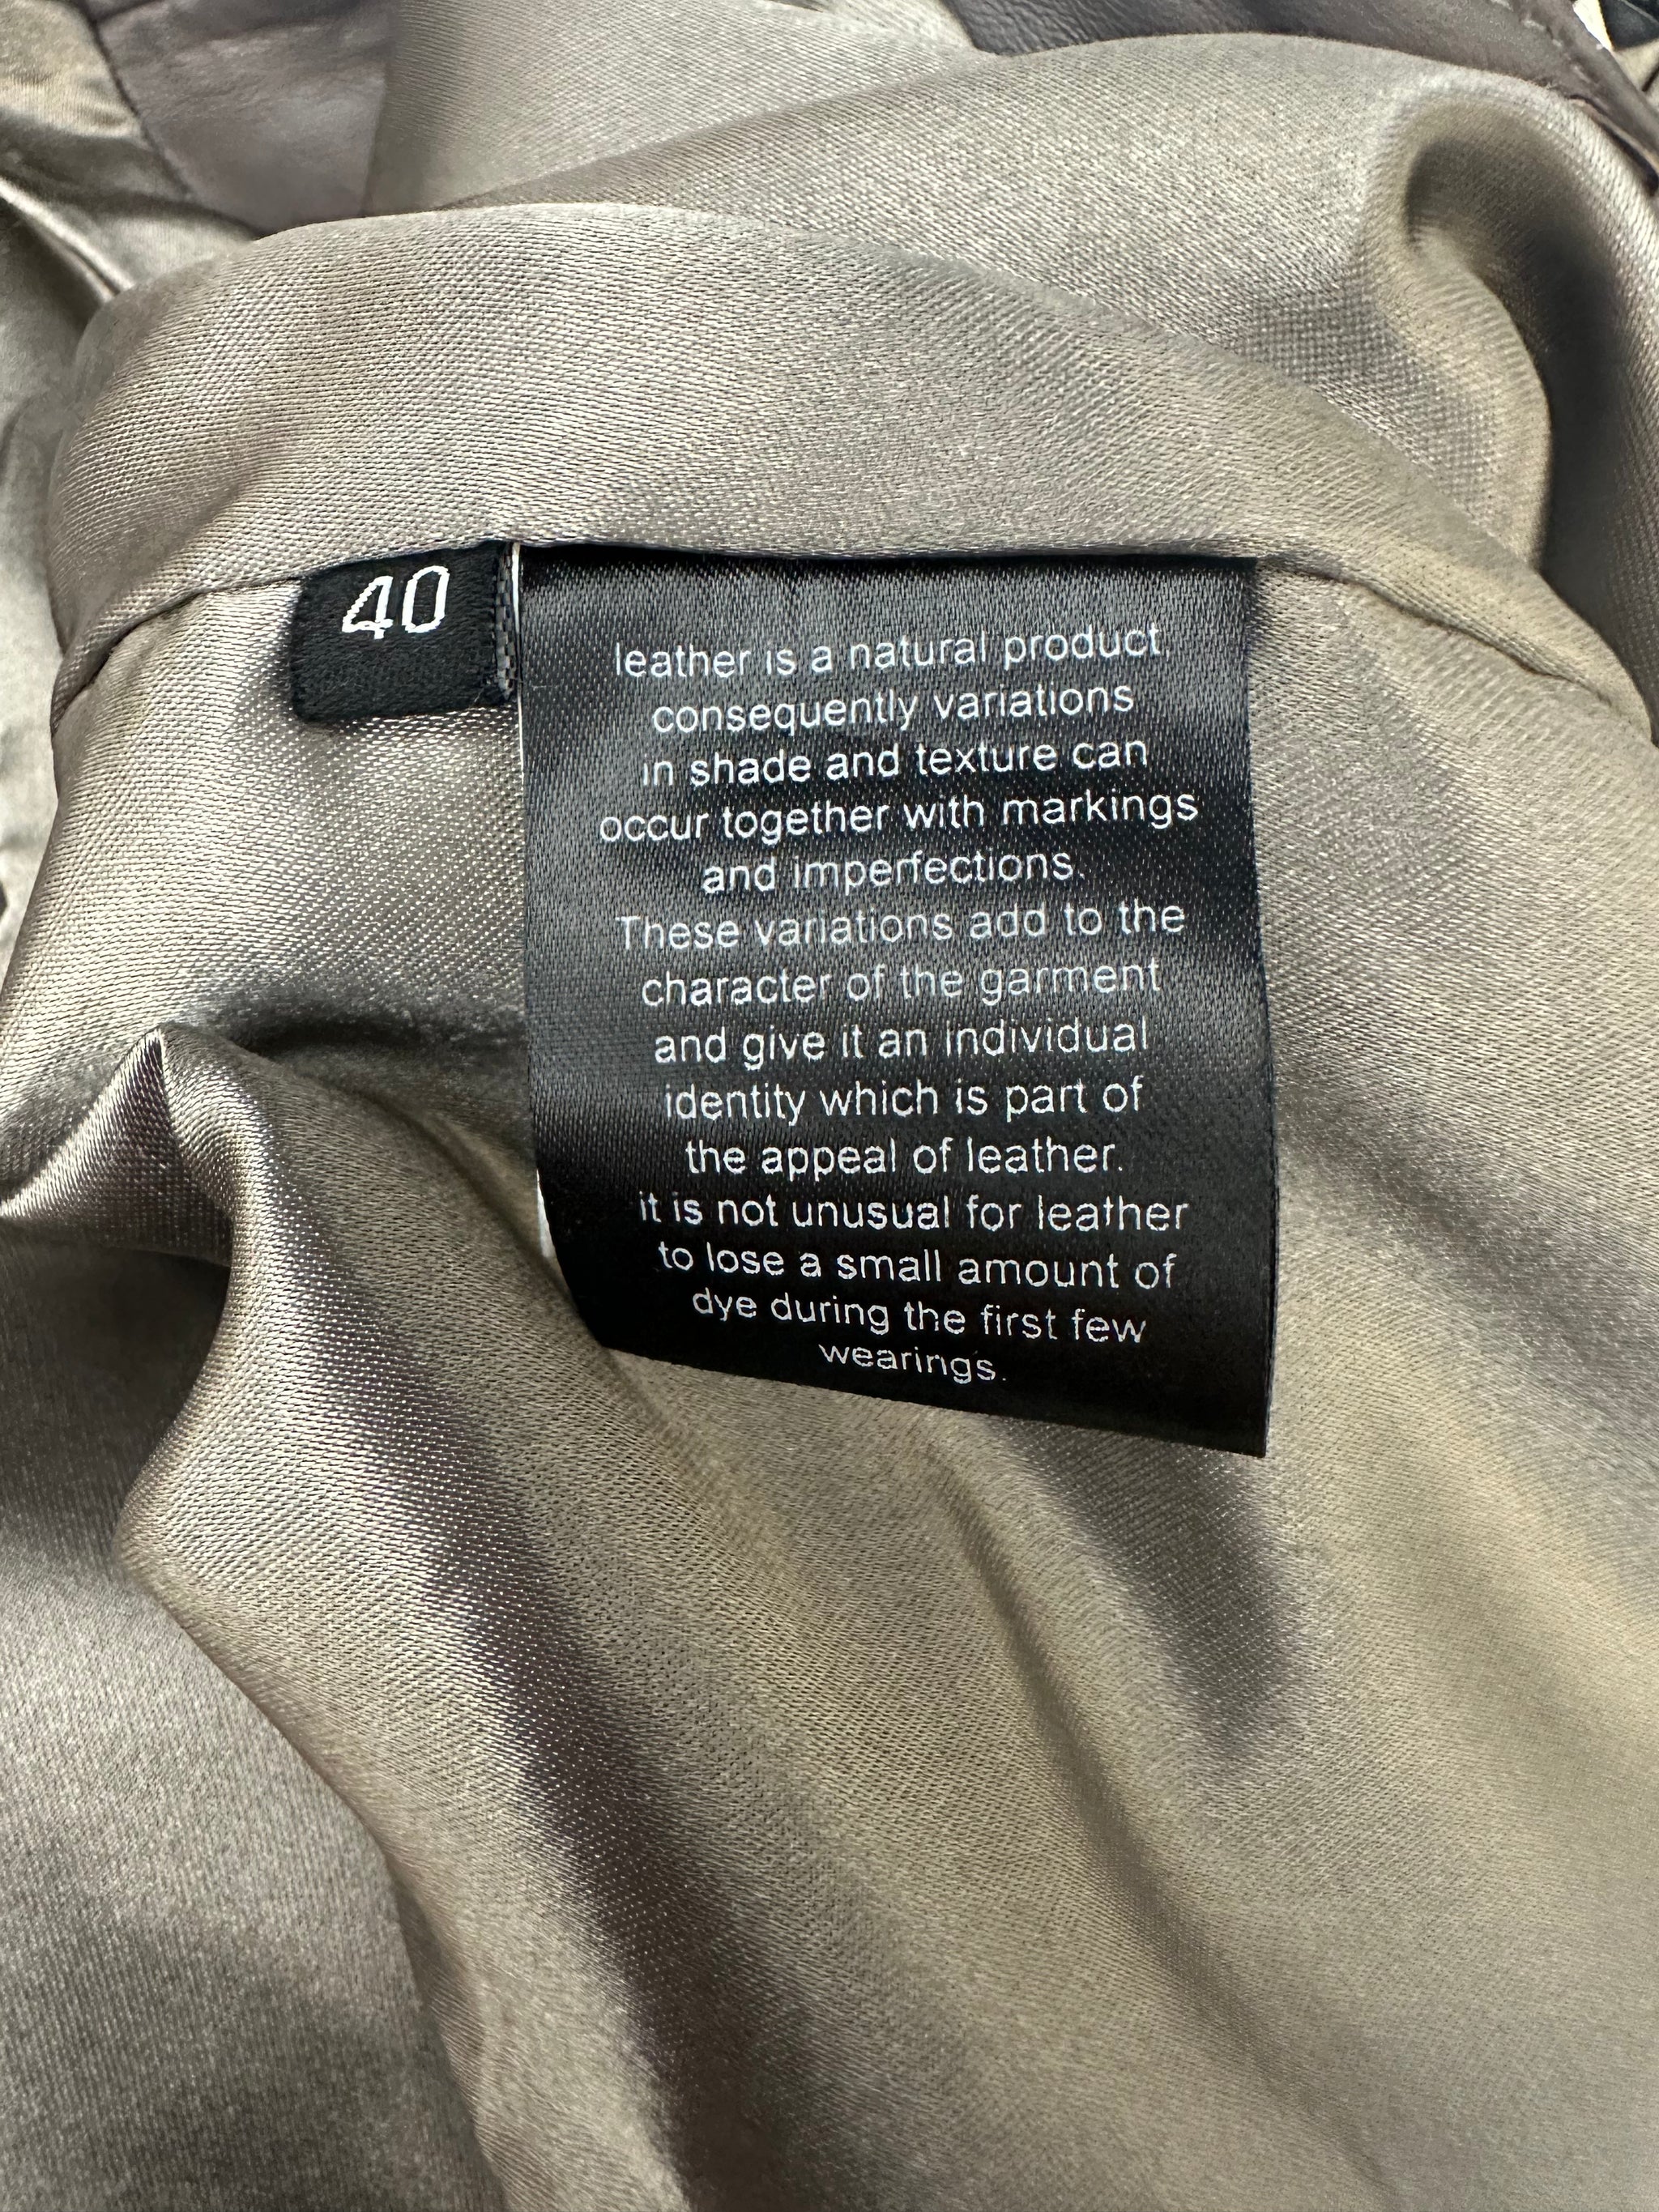 40
leather is a natural product
consequently variations
in shade and texture can
occur together with markings
and imperfections.
These variations add to the
character of the garment
and give it an individual
identity which is part of
the appeal of leather.
it is not unusual for leather
to lose a small amount of
dye during the first few
wearings.